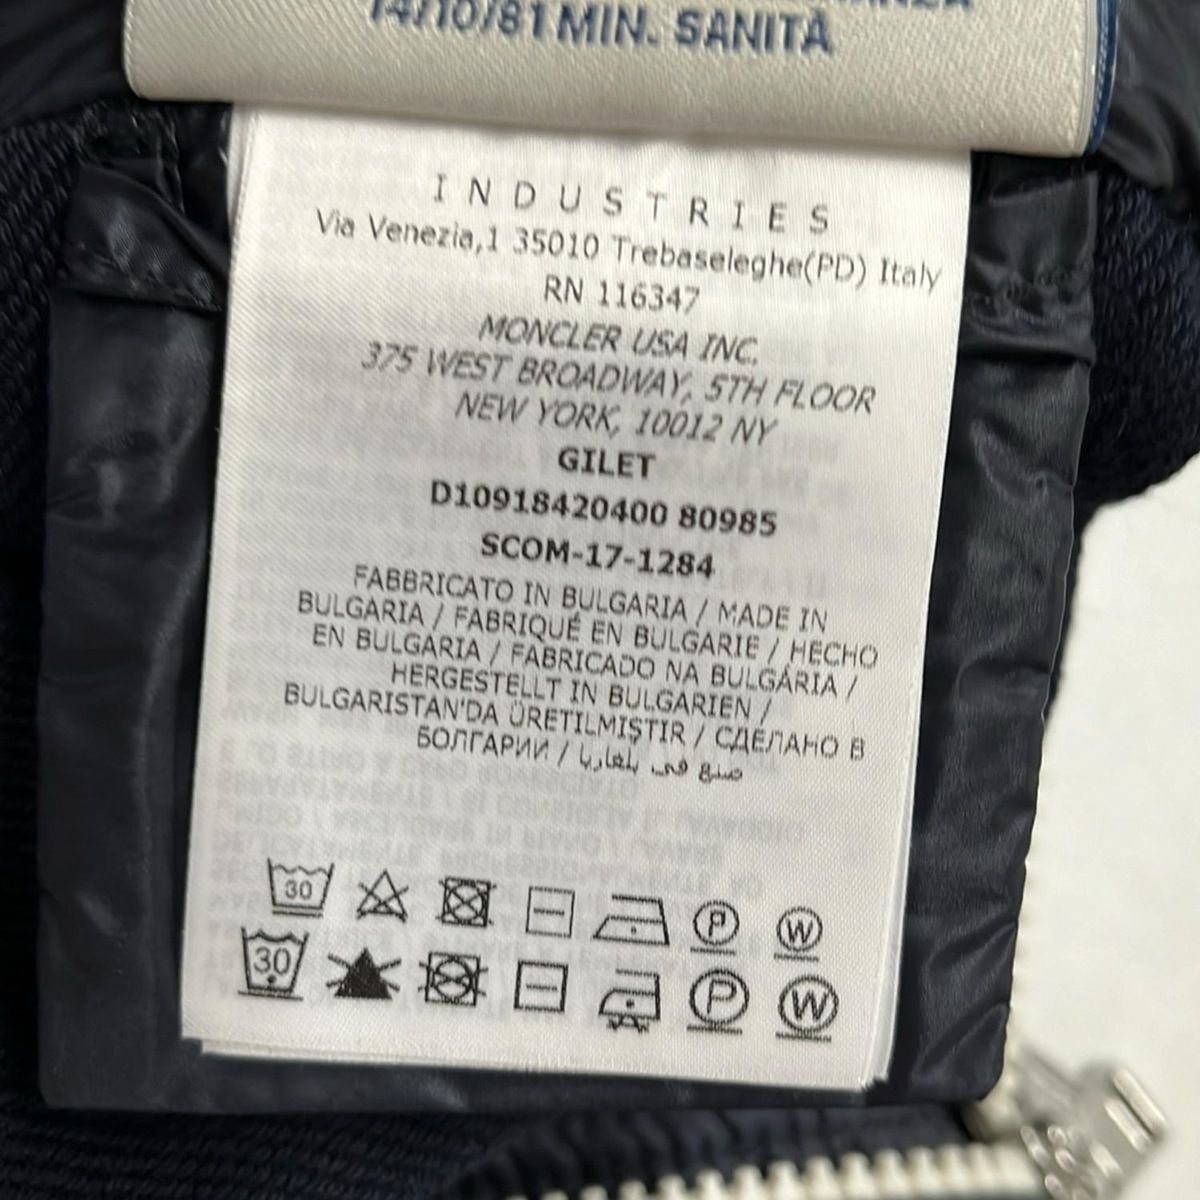 14/10/81 MIN. SANITÀ
INDUSTRIES
Via Venezia,1 35010 Trebaseleghe(PD) Italy
RN 116347
MONCLER USA INC.
375 WEST BROADWAY, 5TH FLOOR
NEW YORK, 10012 NY
GILET
D10918420400 80985
SCOM-17-1284
FABBRICATO IN BULGARIA / MADE IN
BULGARIA / FABRIQUÉ EN BULGARIE / HECHO
EN BULGARIA / FABRICADO NA BULGÁRIA /
HERGESTELLT IN BULGARIEN /
BULGARISTAN'DA ÜRETILMIŞTIR / СДЕЛАНО В
БОЛГАРИИ / صنع في بلغاريا
30 P W
30 P W